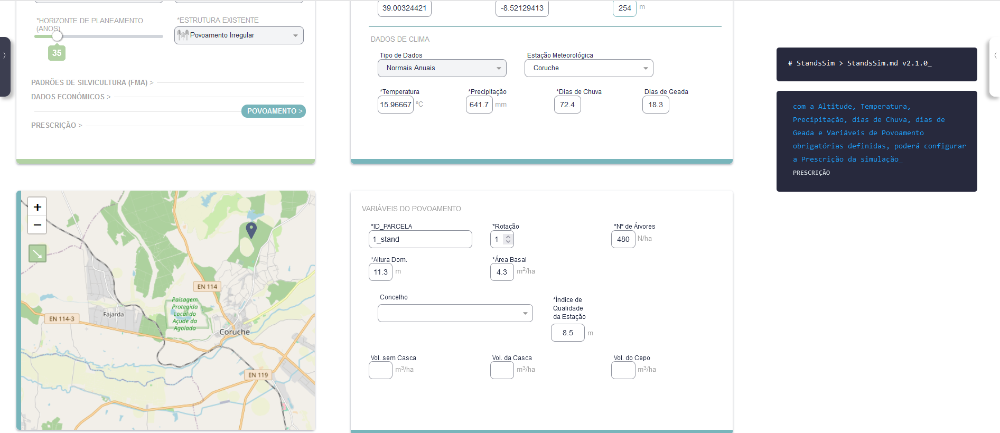 *HORIZONTE DE PLANEAMENTO
(ANOS)
35
*ESTRUTURA EXISTENTE
Povoamento Irregular
PADRÕES DE SILVICULTURA (FMA) >
DADOS ECONÓMICOS >
POVOAMENTO >
PRESCRIÇÃO >
39.00324421
-8.52129413
254 m
DADOS DE CLIMA
Tipo de Dados
Normais Anuais
Estação Meteorológica
Coruche
*Temperatura
15.96667 ºC
*Precipitação
641.7 mm
*Dias de Chuva
72.4
Dias de Geada
18.3
# StandsSim > StandsSim.md v2.1.0_
com a Altitude, Temperatura,
Precipitação, dias de Chuva, dias de
Geada e Variáveis de Povoamento
obrigatórias definidas, poderá configurar
a Prescrição da simulação_
PRESCRIÇÃO
+
−
EN 114
Paisagem
Protegida
Local do
Açude da
Agolada
EN 114-3
Fajarda
Coruche
EN 119
VARIÁVEIS DO POVOAMENTO
*ID_PARCELA
1_stand
*Rotação
1
*Nº de Árvores
480 N/ha
*Altura Dom.
11.3 m
*Área Basal
4.3 m²/ha
Concelho
*Índice de
Qualidade
da Estação
8.5 m
Vol. sem Casca
m³/ha
Vol. da Casca
m³/ha
Vol. do Cepo
m³/ha